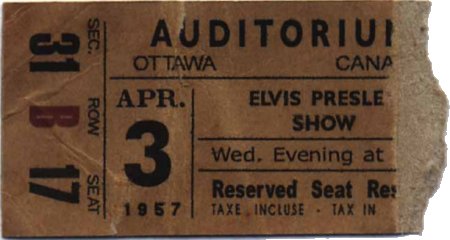 SEC. 31
ROW B
SEAT 17
AUDITORIUM
OTTAWA CANA
APR.
3
1957
ELVIS PRESLE
SHOW
Wed. Evening at
Reserved Seat Res
TAXE INCLUSE - TAX IN